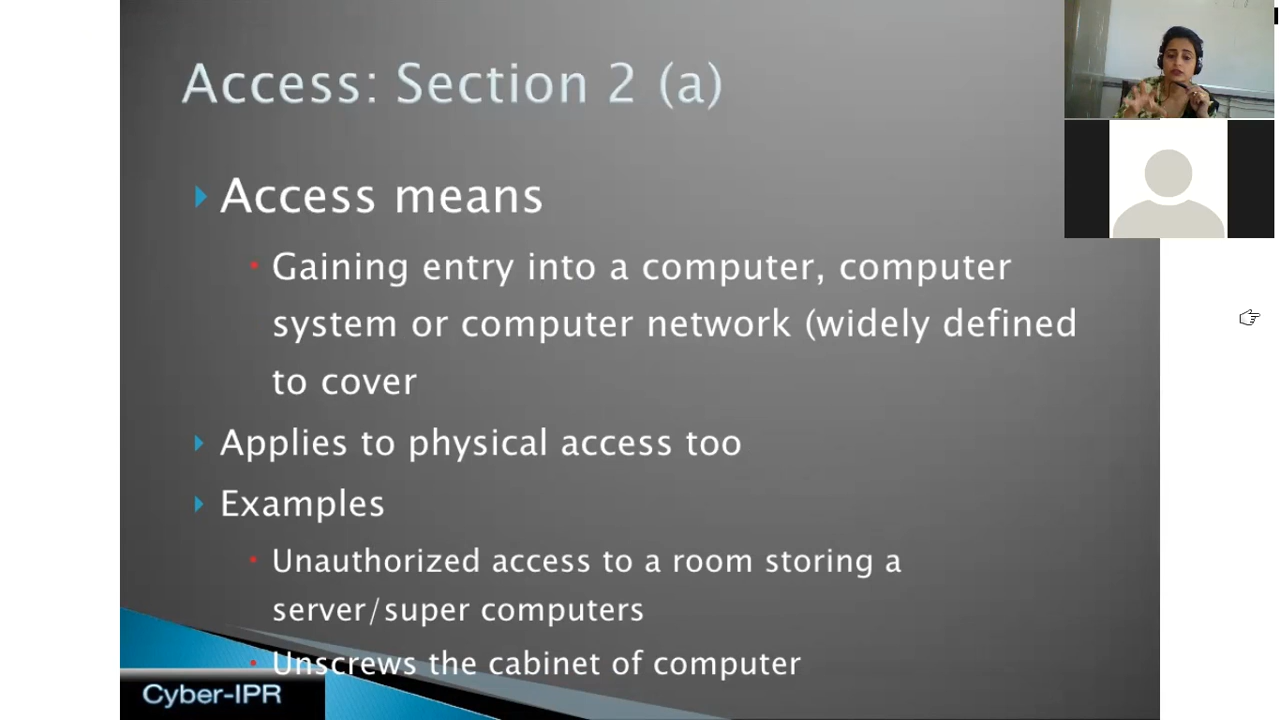 Access: Section 2 (a)
Access means
Gaining entry into a computer, computer
system or computer network (widely defined
to cover
Applies to physical access too
Examples
Unauthorized access to a room storing a
server/super computers
Unscrews the cabinet of computer
Cyber-IPR